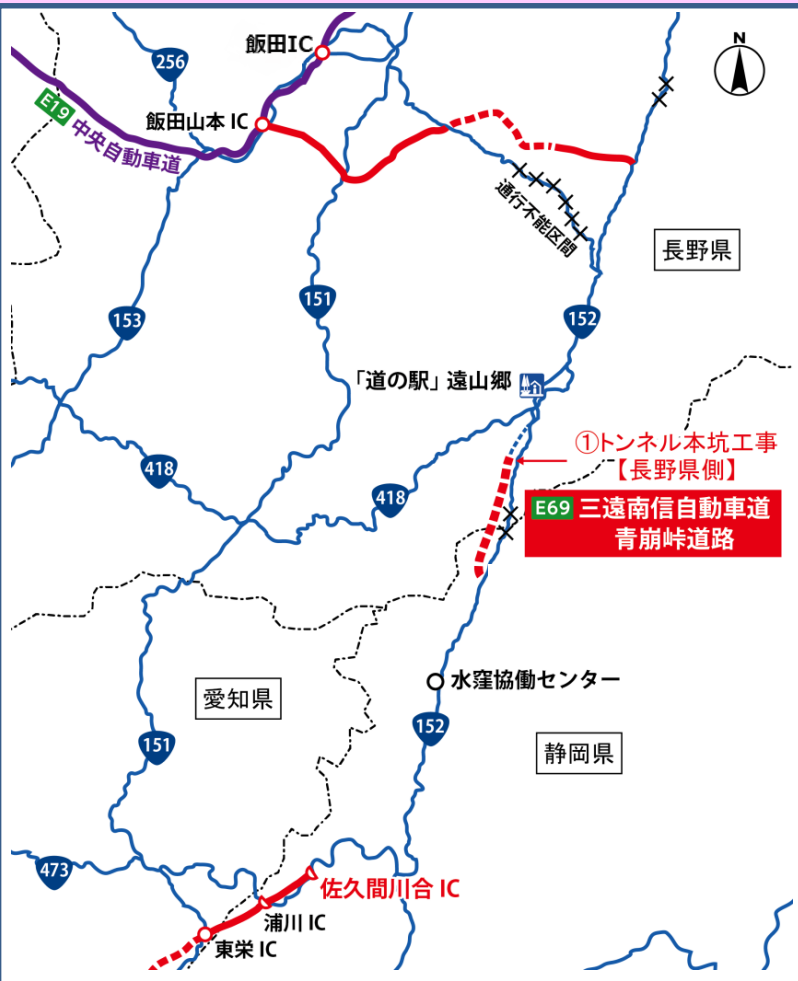 飯田IC
N
256
飯田山本 IC
E19 中央自動車道
通行不能区間
長野県
153
151
152
「道の駅」遠山郷
①トンネル本坑工事
【長野県側】
418
418
E69 三遠南信自動車道
青崩峠道路
水窪協働センター
愛知県
152
151
静岡県
473
佐久間川合 IC
浦川 IC
東栄 IC